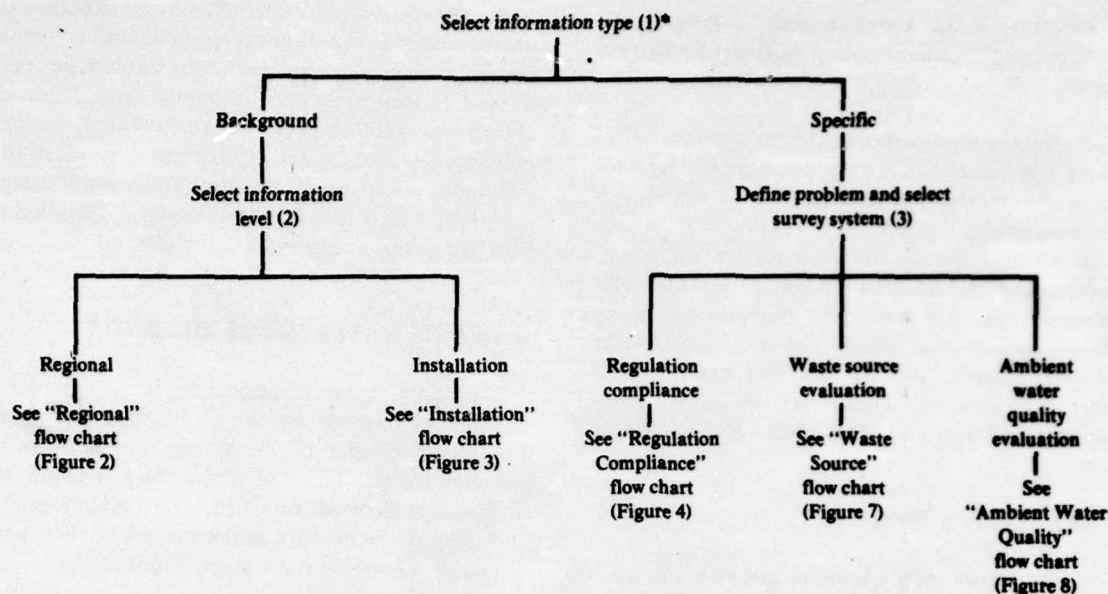 Select information type (1)*
Background
Specific
Select information
level (2)
Define problem and select
survey system (3)
Regional
Installation
Regulation
compliance
Waste source
evaluation
Ambient
water
quality
evaluation
See “Regional”
flow chart
(Figure 2)
See “Installation”
flow chart
(Figure 3)
See “Regulation
Compliance”
flow chart
(Figure 4)
See “Waste
Source”
flow chart
(Figure 7)
See
“Ambient Water
Quality”
flow chart
(Figure 8)